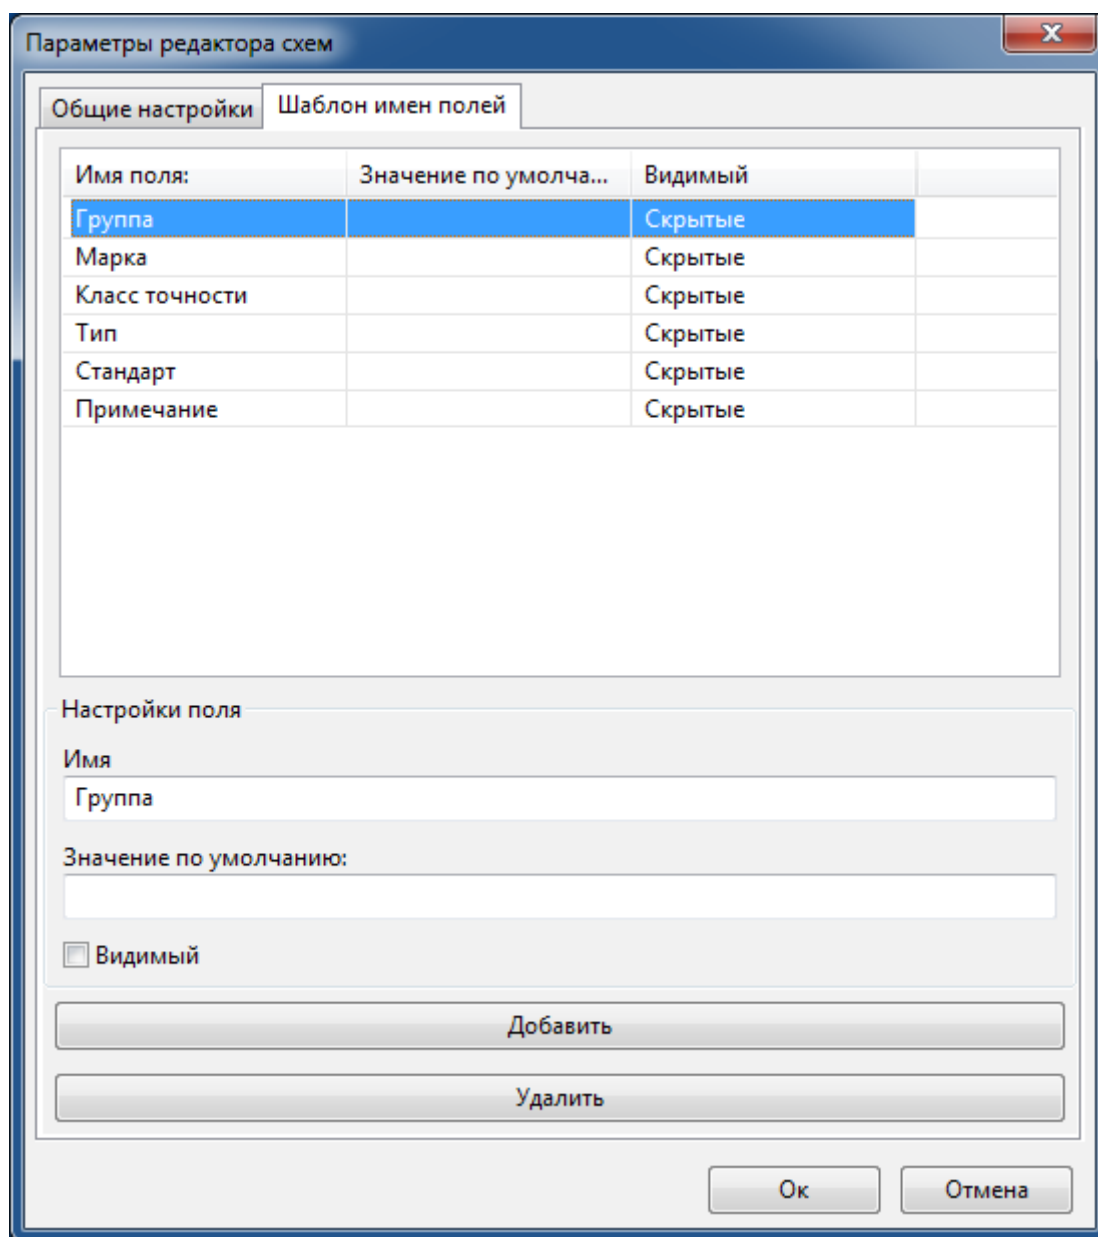 Параметры редактора схем
Общие настройки Шаблон имен полей
Имя поля: Значение по умолча... Видимый
Группа Скрытые
Марка Скрытые
Класс точности Скрытые
Тип Скрытые
Стандарт Скрытые
Примечание Скрытые
Настройки поля
Имя
Группа
Значение по умолчанию:
Видимый
Добавить
Удалить
Ок Отмена